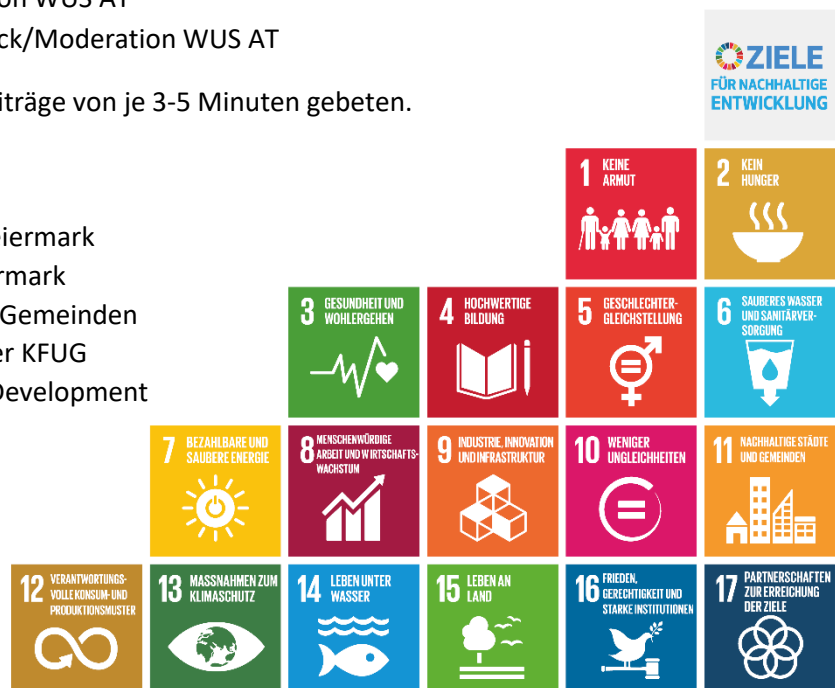 on WUS AT
ck/Moderation WUS AT
iträge von je 3-5 Minuten gebeten.
ZIELE
FÜR NACHHALTIGE
ENTWICKLUNG
1 KEINE
ARMUT
2 KEIN
HUNGER
eiermark
rmark
Gemeinden
er KFUG
Development
3 GESUNDHEIT UND
WOHLERGEHEN
4 HOCHWERTIGE
BILDUNG
5 GESCHLECHTER-
GLEICHSTELLUNG
6 SAUBERES WASSER
UND SANITÄRVER-
SORGUNG
7 BEZAHLBARE UND
SAUBERE ENERGIE
8 MENSCHENWÜRDIGE
ARBEIT UND WIRTSCHAFTS-
WACHSTUM
9 INDUSTRIE, INNOVATION
UND INFRASTRUKTUR
10 WENIGER
UNGLEICHHEITEN
11 NACHHALTIGE STÄDTE
UND GEMEINDEN
12 VERANTWORTUNGS-
VOLLE KONSUM- UND
PRODUKTIONSMUSTER
13 MASSNAHMEN ZUM
KLIMASCHUTZ
14 LEBEN UNTER
WASSER
15 LEBEN AN
LAND
16 FRIEDEN,
GERECHTIGKEIT UND
STARKE INSTITUTIONEN
17 PARTNERSCHAFTEN
ZUR ERREICHUNG
DER ZIELE